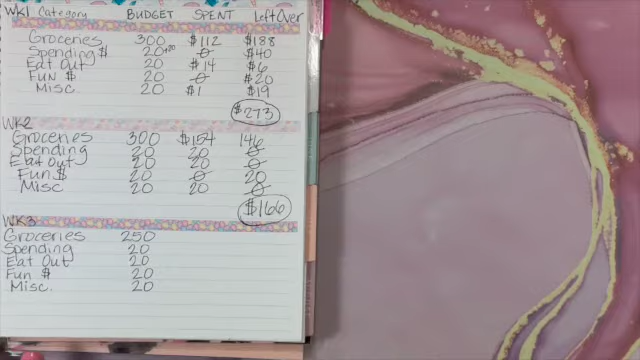 WK1 Category BUDGET SPENT LeftOver
Groceries 300 $112 $188
Spending $ 20+20 0 $40
Eat Out 20 $14 $6
FUN $ 20 0 $20
Misc 20 $1 $19
$273
WK2
Groceries 300 $154 146
Spending 20 20 0
Eat Out 20 20 0
Fun $ 20 0 20
Misc 20 20 0
$166
WK3
Groceries 250
Spending 20
Eat Out 20
Fun $ 20
Misc. 20